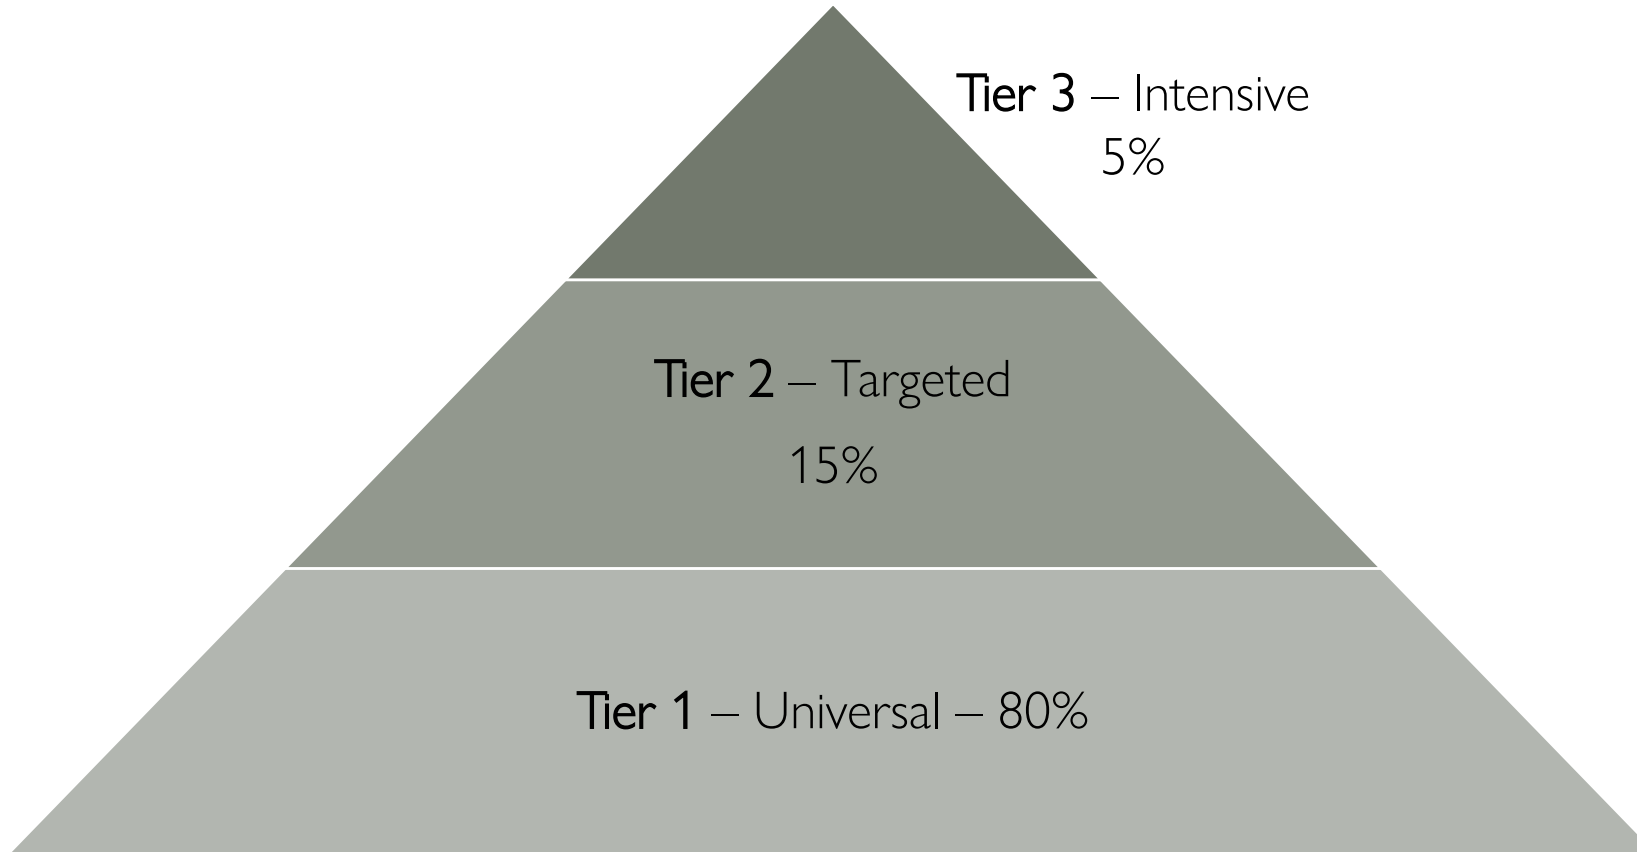 Tier 3 – Intensive
5%
Tier 2 – Targeted
15%
Tier 1 – Universal – 80%